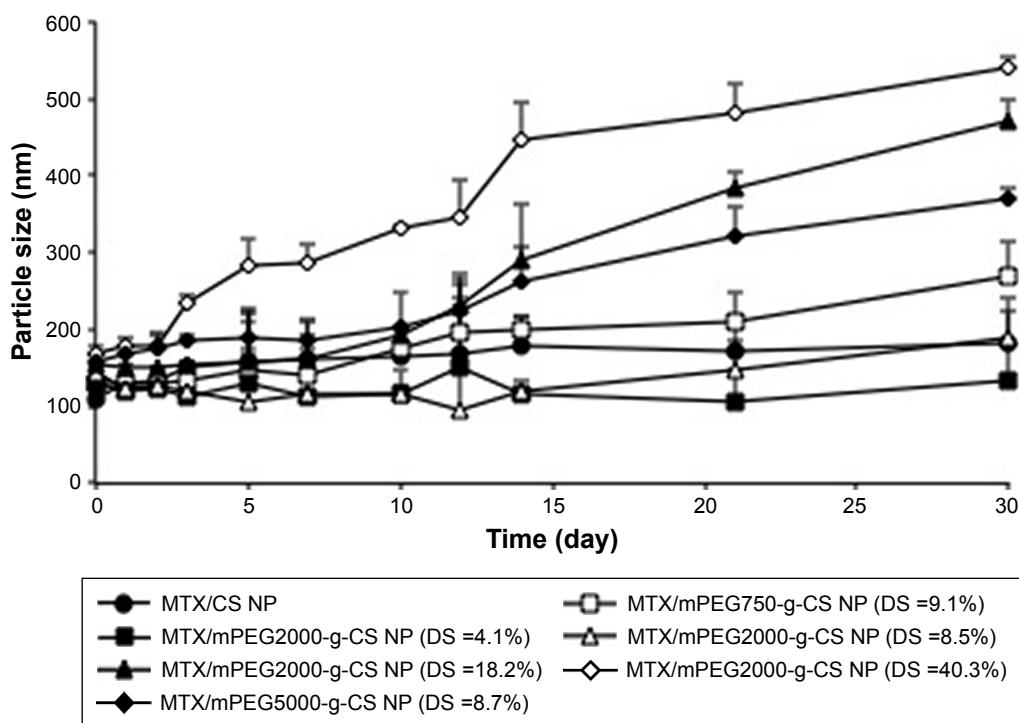 600
500
400
300
200
100
0
Particle size (nm)
0 5 10 15 20 25 30
Time (day)
MTX/CS NP
MTX/mPEG2000-g-CS NP (DS =4.1%)
MTX/mPEG2000-g-CS NP (DS =18.2%)
MTX/mPEG5000-g-CS NP (DS =8.7%)
MTX/mPEG750-g-CS NP (DS =9.1%)
MTX/mPEG2000-g-CS NP (DS =8.5%)
MTX/mPEG2000-g-CS NP (DS =40.3%)